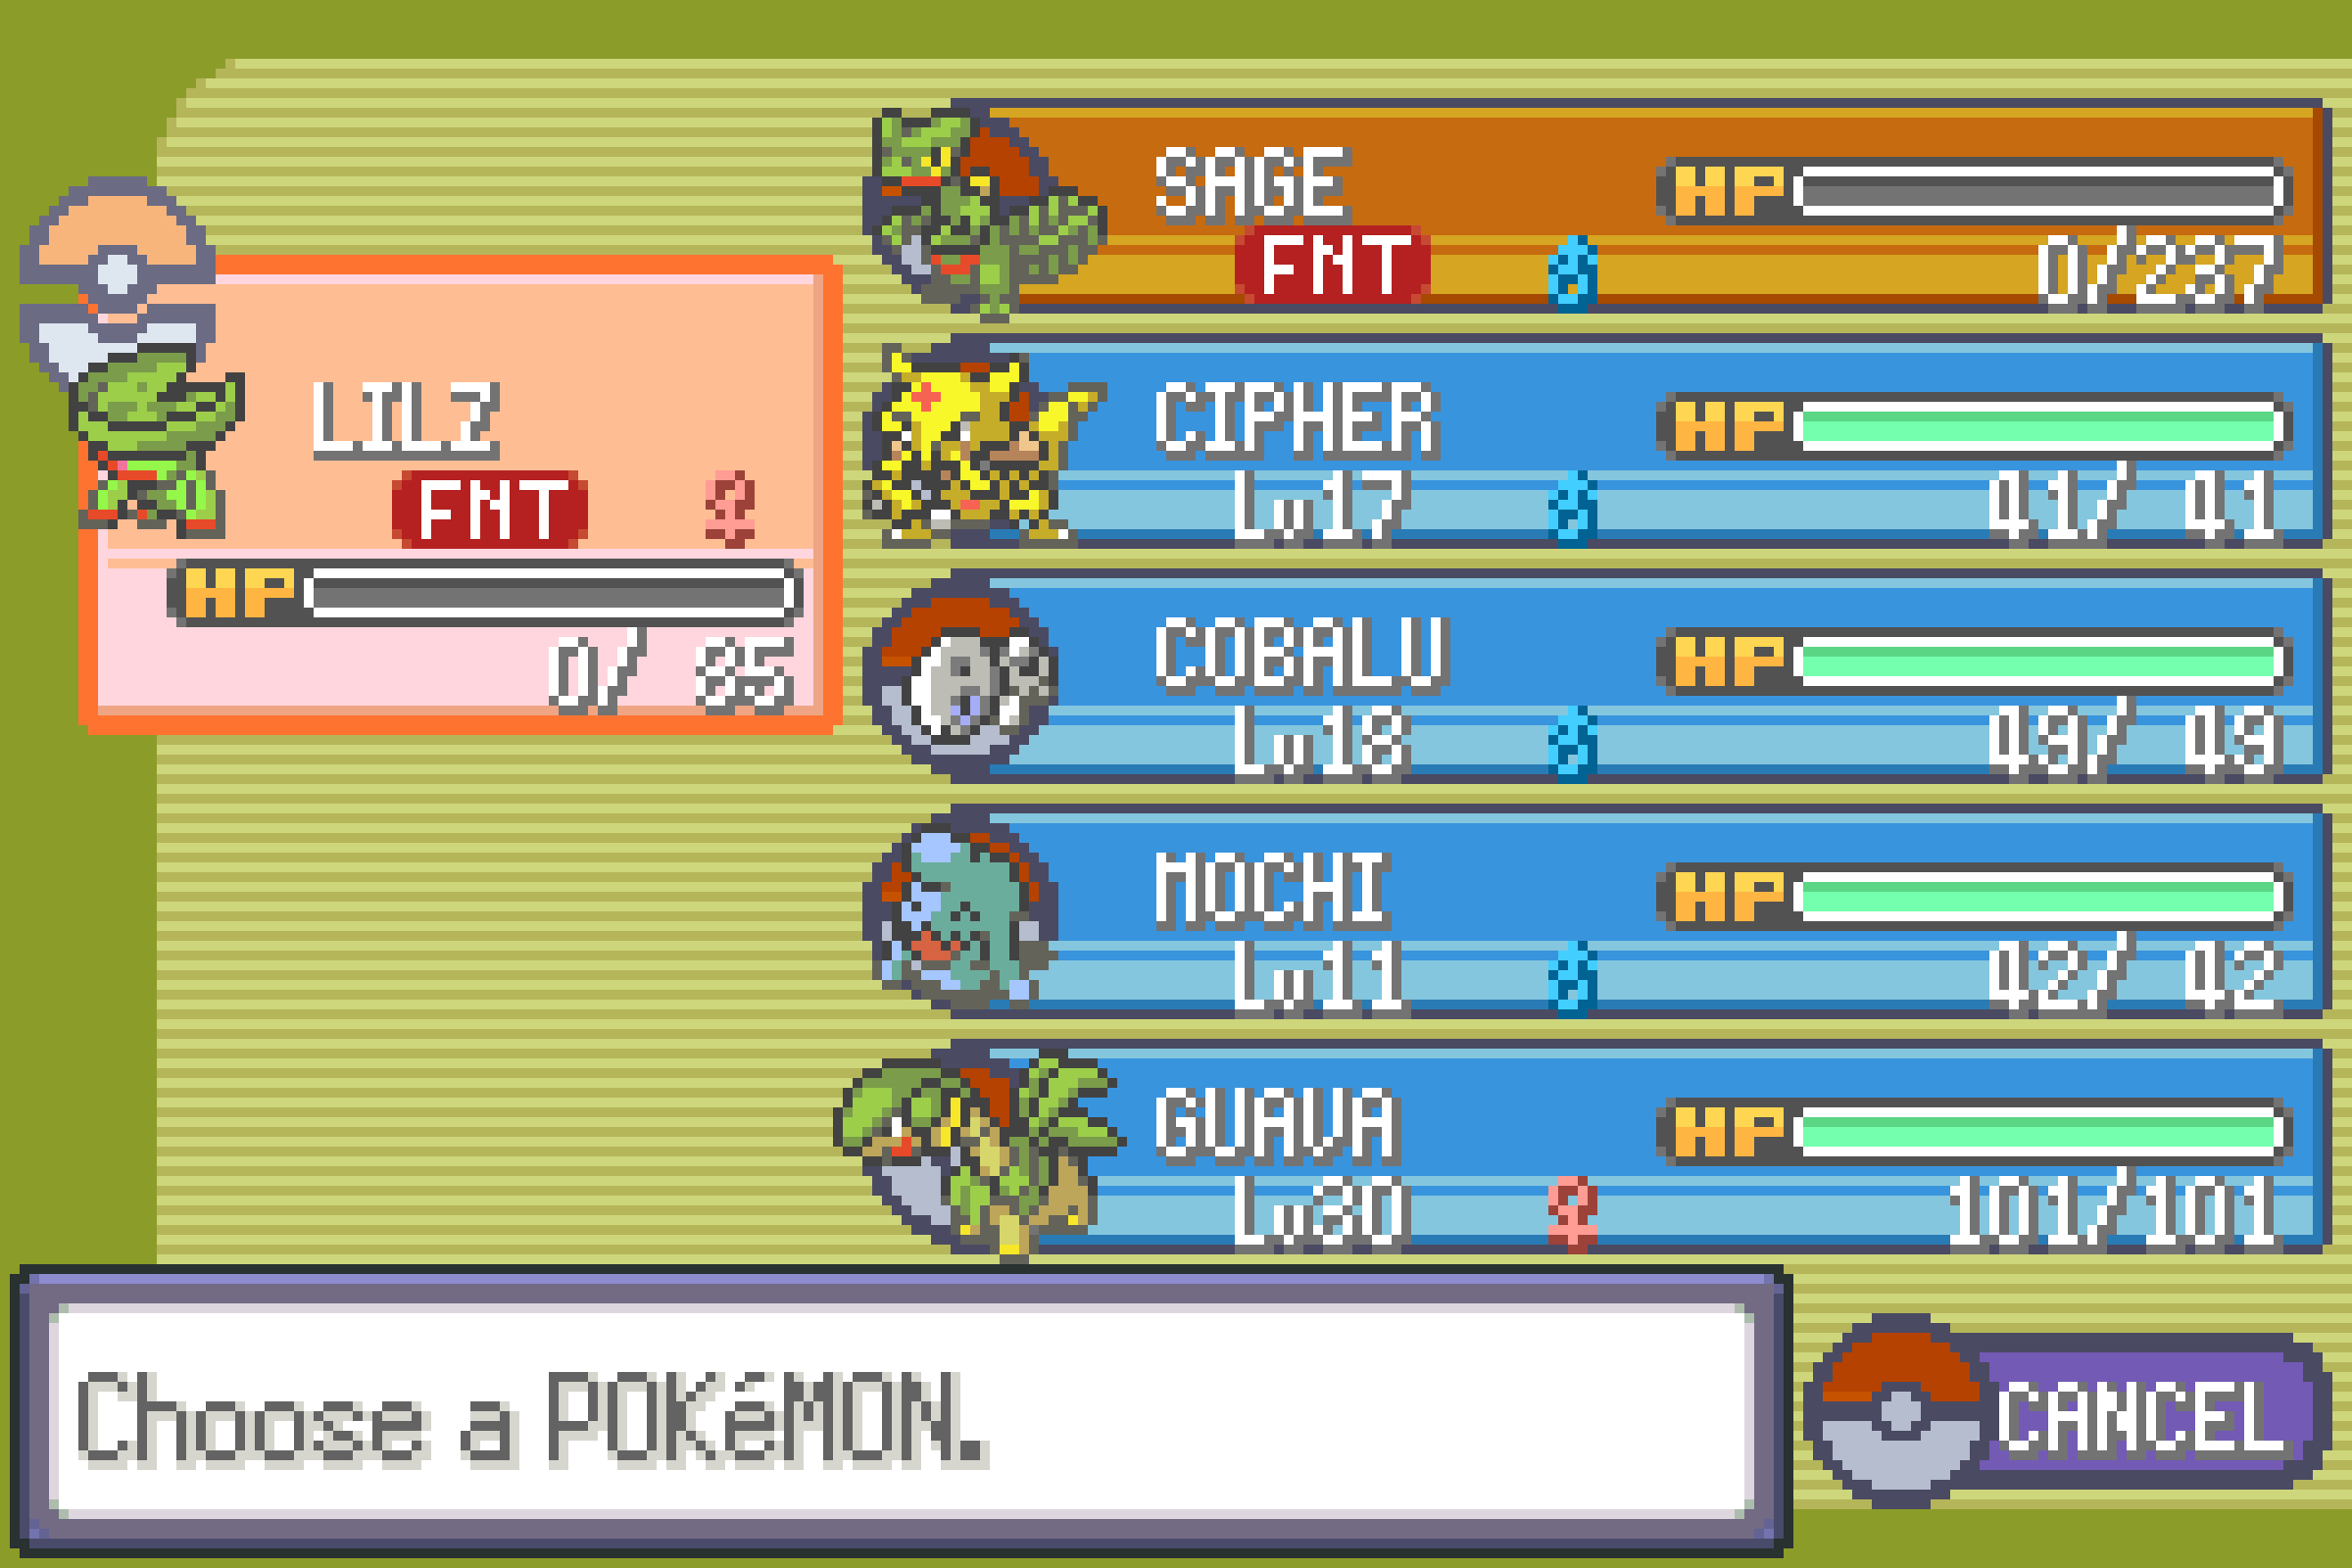 LILZ
FNT ♀
HP
0/ 85
SAGE
HP
FNT ♂
0/237
CIPHER
HP
Lv17 ♂
41/ 41
COBALU
HP
Lv18 ♂
49/ 49
MOCHI
HP
Lv11 ♂
42/ 42
GUAVA
HP
Lv30 ♀
101/101
Choose a POKéMON.
CANCEL